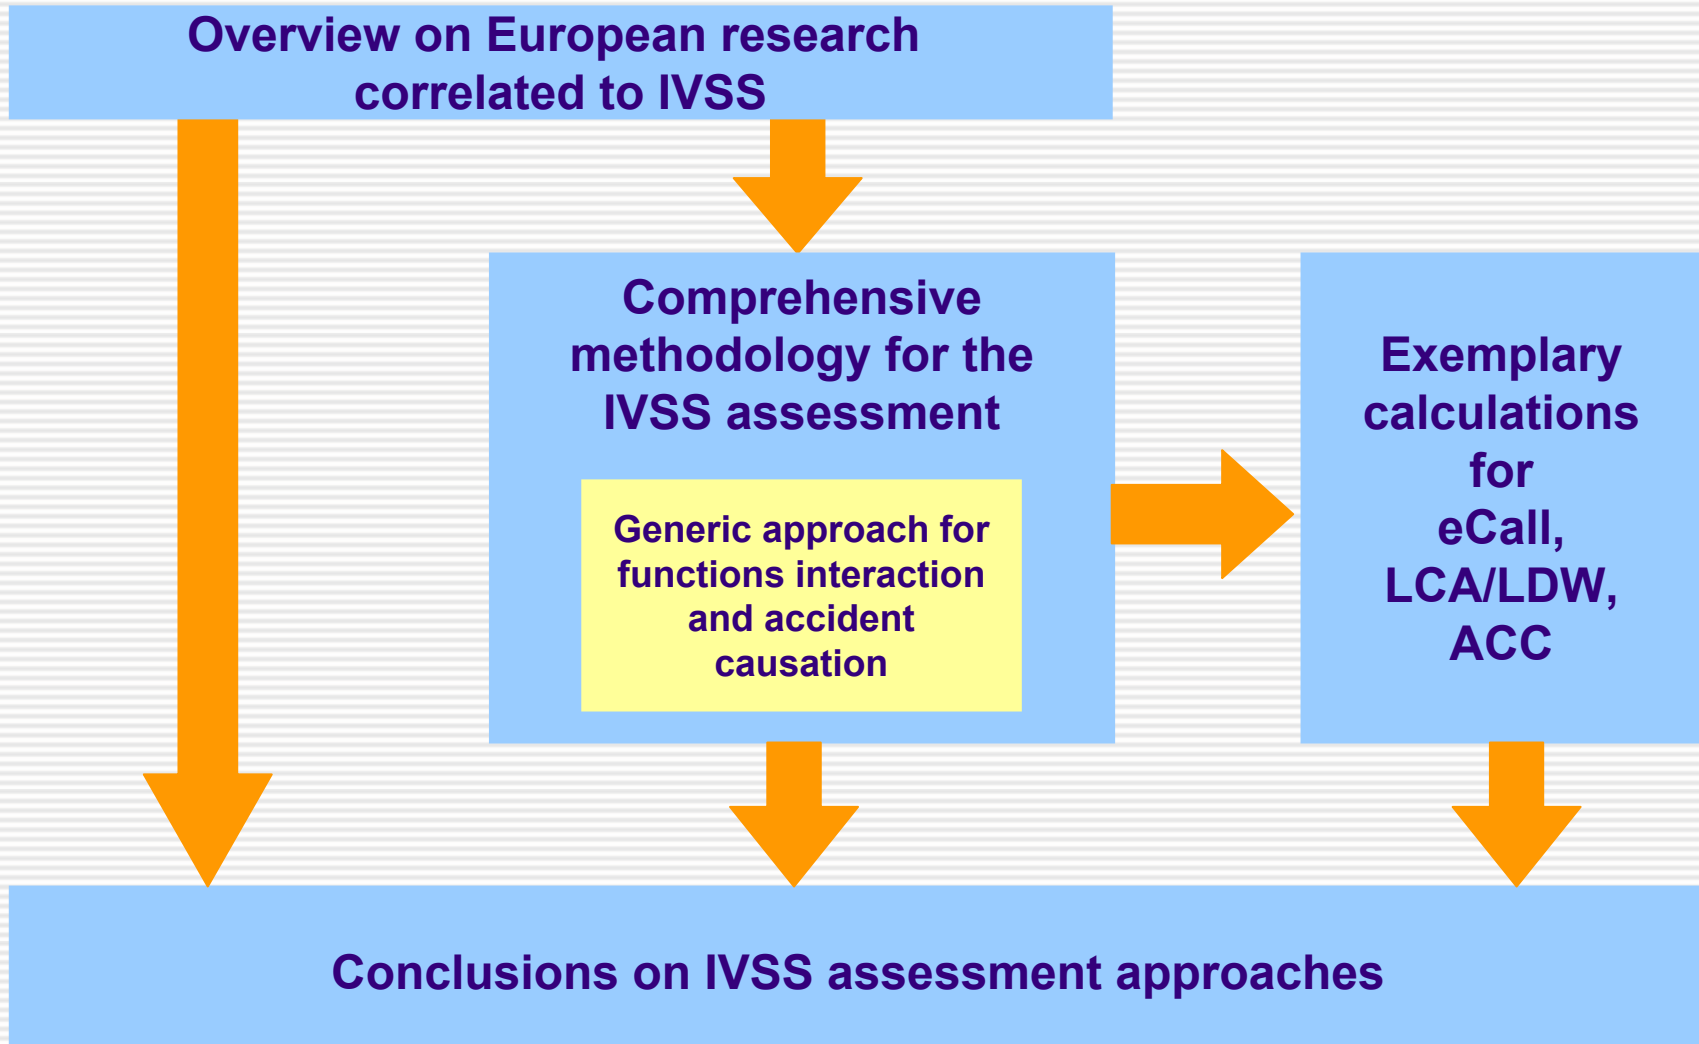 Overview on European research
correlated to IVSS
Comprehensive
methodology for the
IVSS assessment
Generic approach for
functions interaction
and accident
causation
Exemplary
calculations
for
eCall,
LCA/LDW,
ACC
Conclusions on IVSS assessment approaches